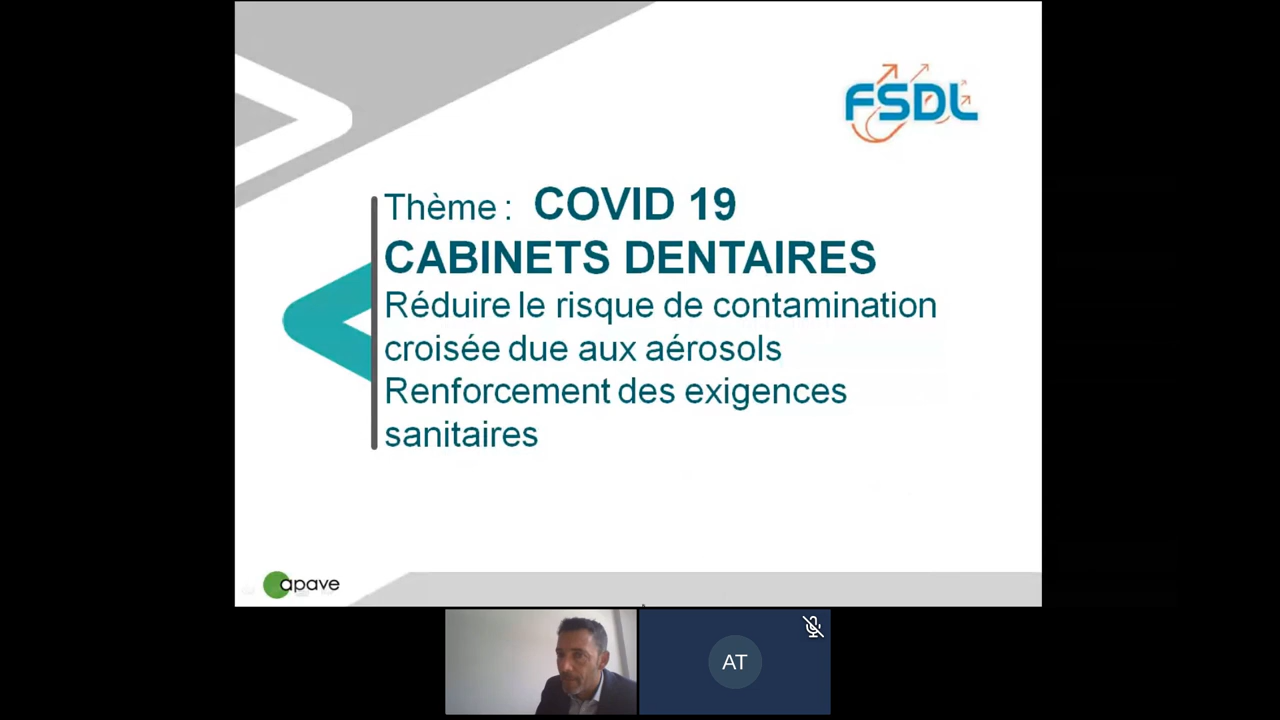 FSDL
Thème : COVID 19
CABINETS DENTAIRES
Réduire le risque de contamination
croisée due aux aérosols
Renforcement des exigences
sanitaires
apave
AT